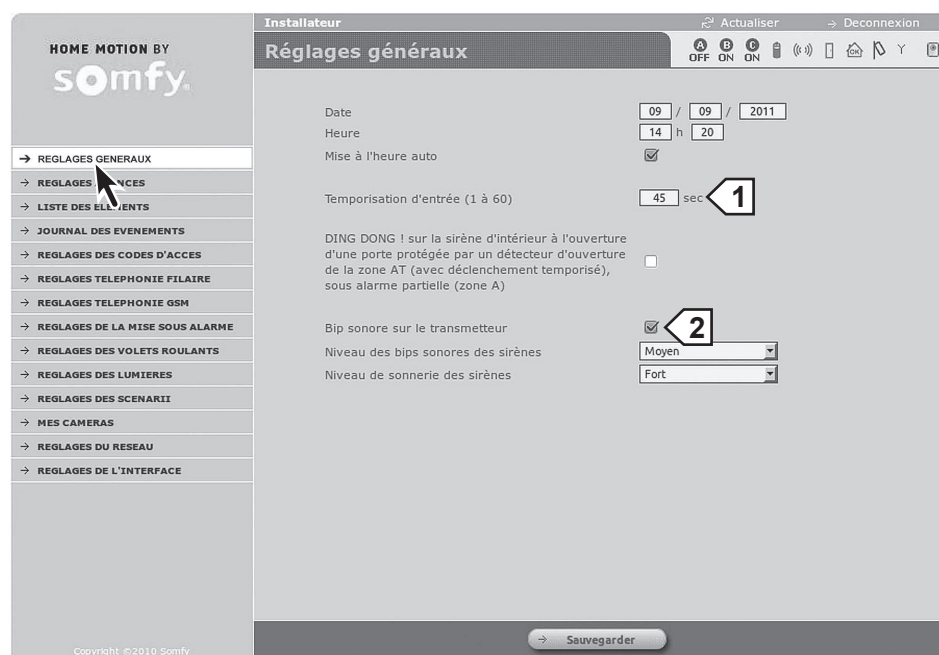 Installateur
Actualiser
Deconnexion
HOME MOTION BY
somfy®
Réglages généraux
A B C
OFF ON ON
OK
REGLAGES GENERAUX
REGLAGES NCES
LISTE DES ELEMENTS
JOURNAL DES EVENEMENTS
REGLAGES DES CODES D'ACCES
REGLAGES TELEPHONIE FILAIRE
REGLAGES TELEPHONIE GSM
REGLAGES DE LA MISE SOUS ALARME
REGLAGES DES VOLETS ROULANTS
REGLAGES DES LUMIERES
REGLAGES DES SCENARII
MES CAMERAS
REGLAGES DU RESEAU
REGLAGES DE L'INTERFACE
Date 09 / 09 / 2011
Heure 14 h 20
Mise à l'heure auto
Temporisation d'entrée (1 à 60) 45 sec 1
DING DONG ! sur la sirène d'intérieur à l'ouverture
d'une porte protégée par un détecteur d'ouverture
de la zone AT (avec déclenchement temporisé),
sous alarme partielle (zone A)
Bip sonore sur le transmetteur 2
Niveau des bips sonores des sirènes Moyen
Niveau de sonnerie des sirènes Fort
Sauvegarder
Copyright ©2010 Somfy